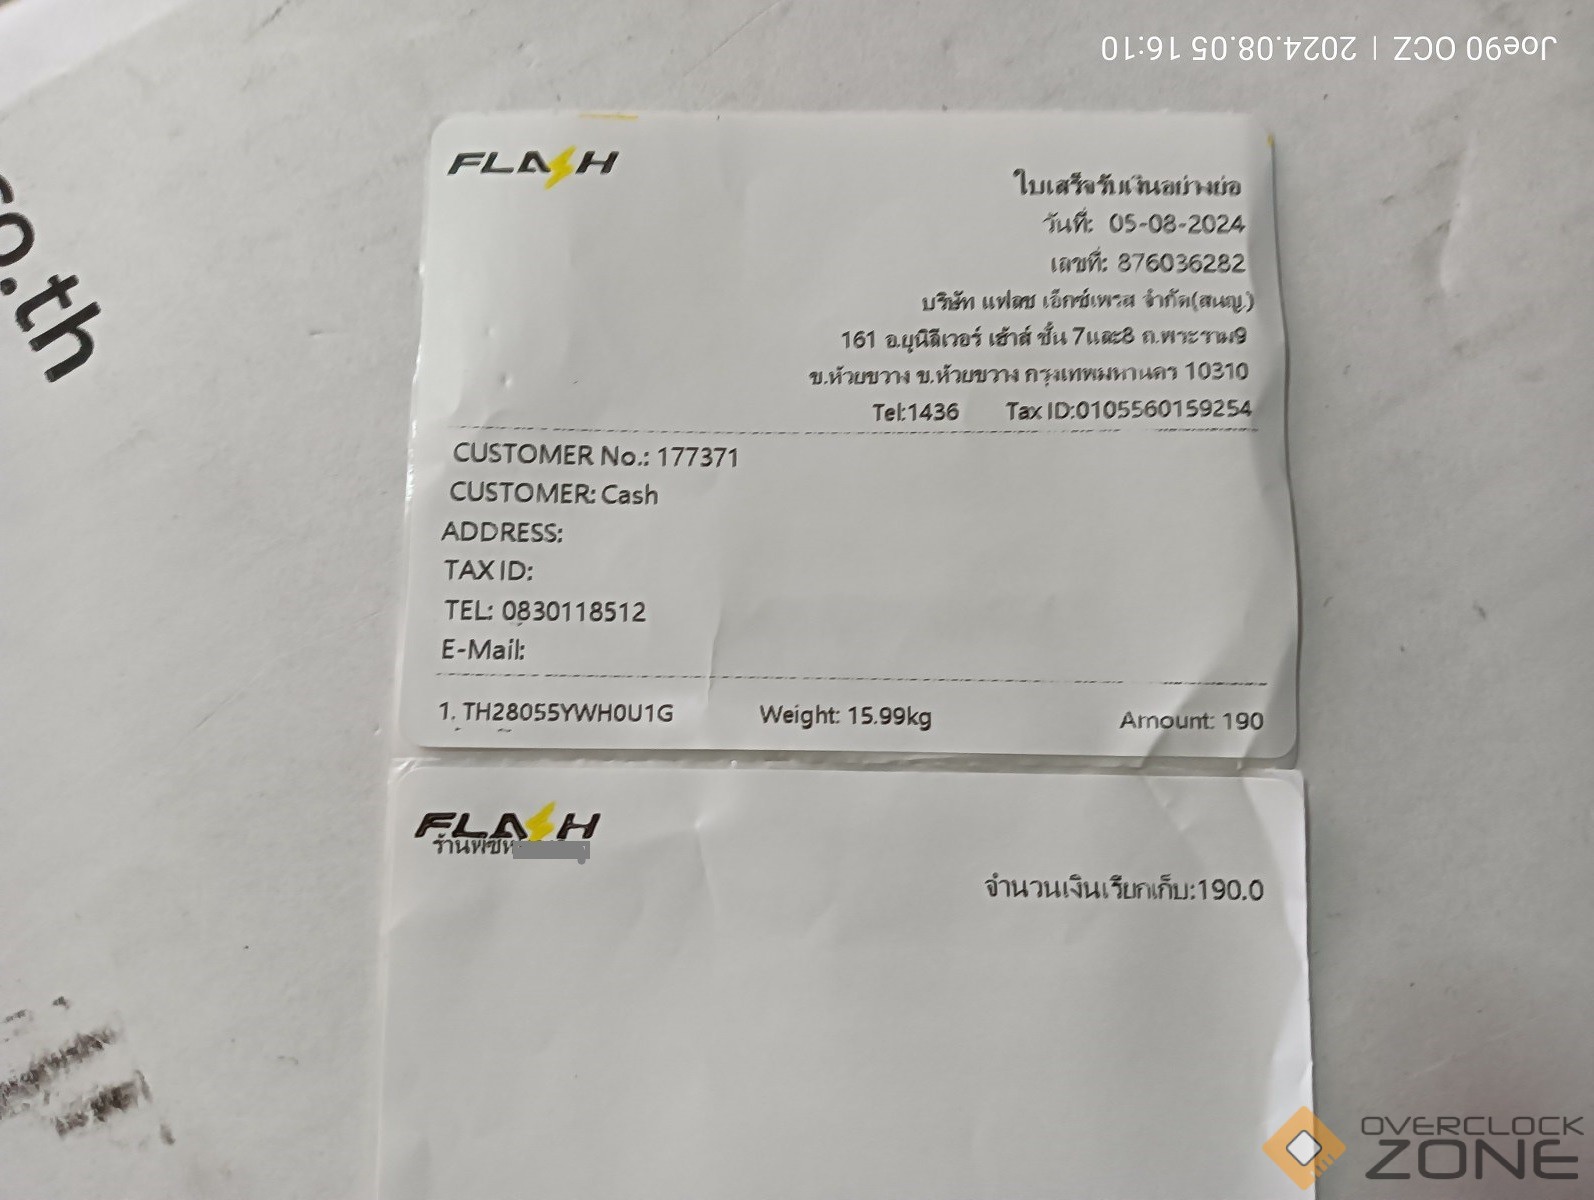 Joe90 OCZ | 2024.08.05 16:10
co.th
FLASH
ใบเสร็จรับเงินอย่างย่อ
วันที่: 05-08-2024
เลขที่: 876036282
บริษัท แฟลช เอ็กซ์เพรส จำกัด(สนญ.)
161 อ.ยูนิลีเวอร์ เฮ้าส์ ชั้น 7และ8 ถ.พระราม9
ข.ห้วยขวาง ข.ห้วยขวาง กรุงเทพมหานคร 10310
Tel:1436 Tax ID:0105560159254
CUSTOMER No.: 177371
CUSTOMER: Cash
ADDRESS:
TAX ID:
TEL: 0830118512
E-Mail:
1. TH28055YWH0U1G Weight: 15.99kg Amount: 190
FLASH
จำนวนเงินเรียกเก็บ:190.0
OVERCLOCK
ZONE